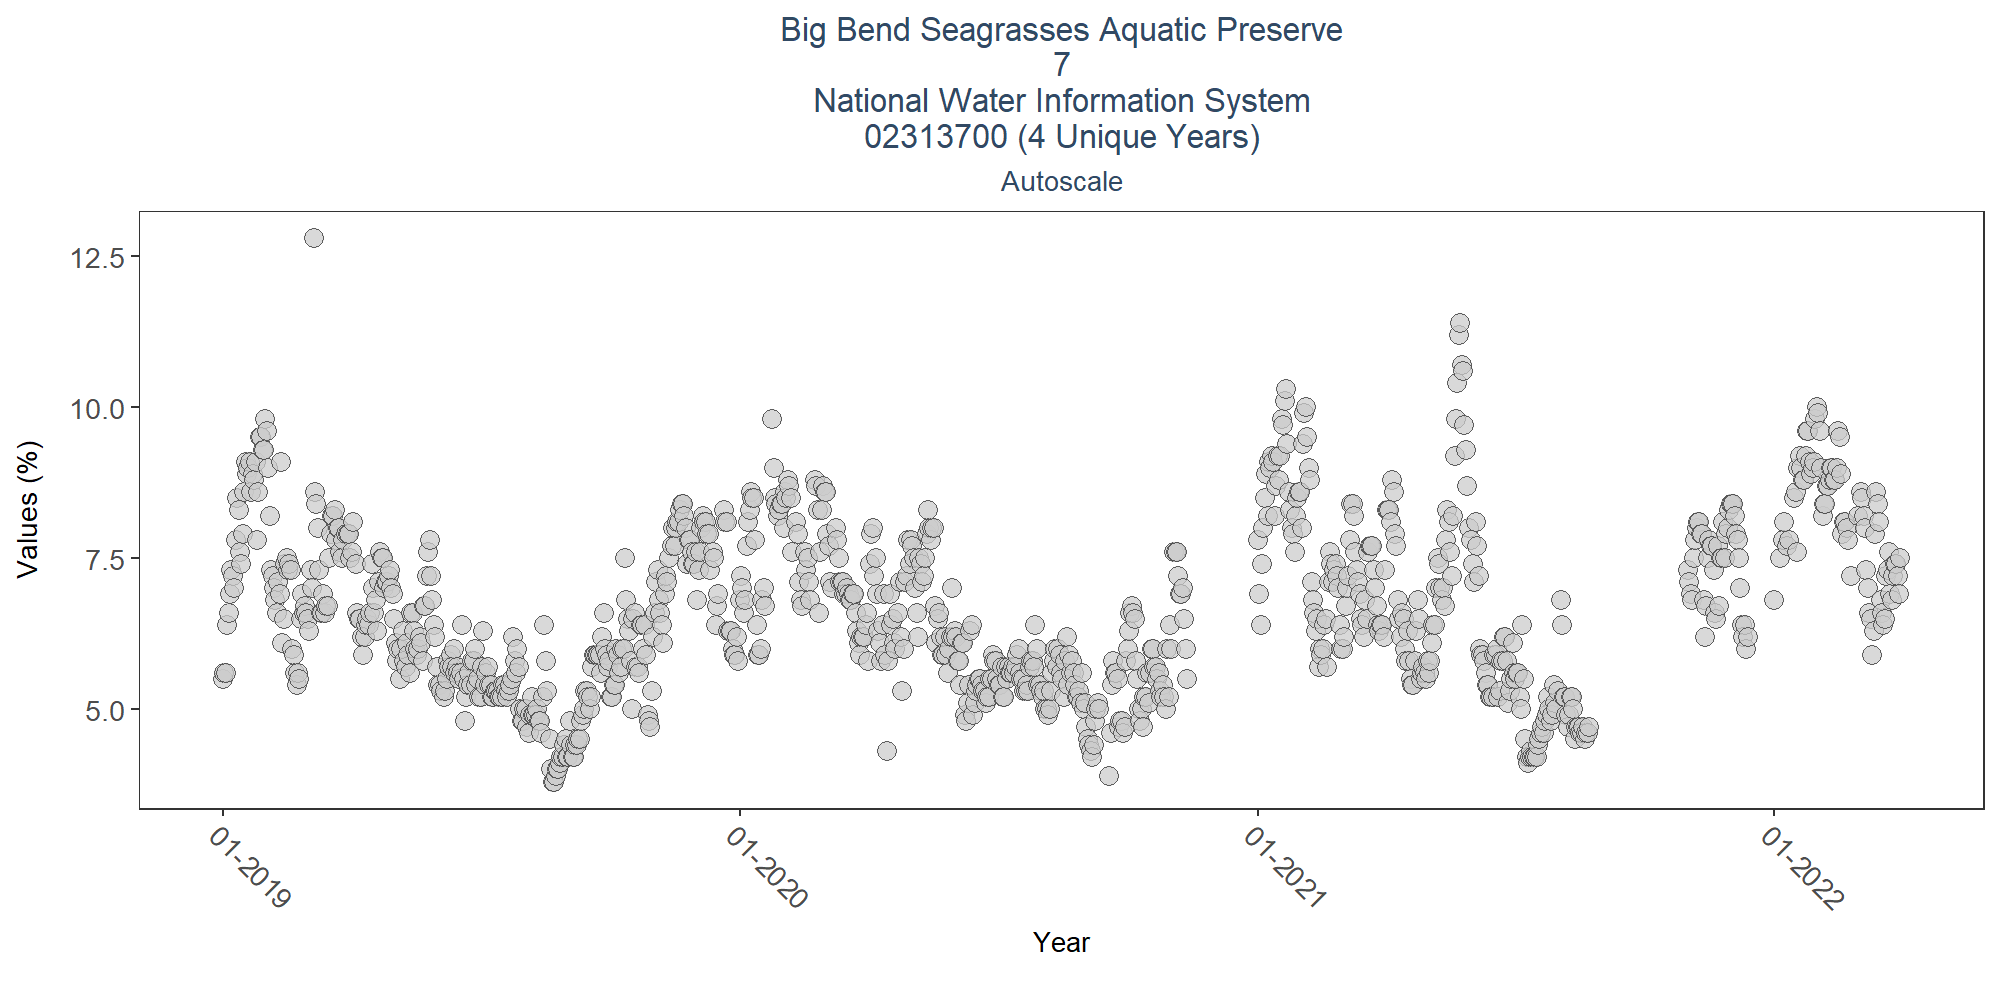 Big Bend Seagrasses Aquatic Preserve
7
National Water Information System
02313700 (4 Unique Years)
Autoscale
Values (%)
12.5
10.0
7.5
5.0
01-2019
01-2020
01-2021
01-2022
Year